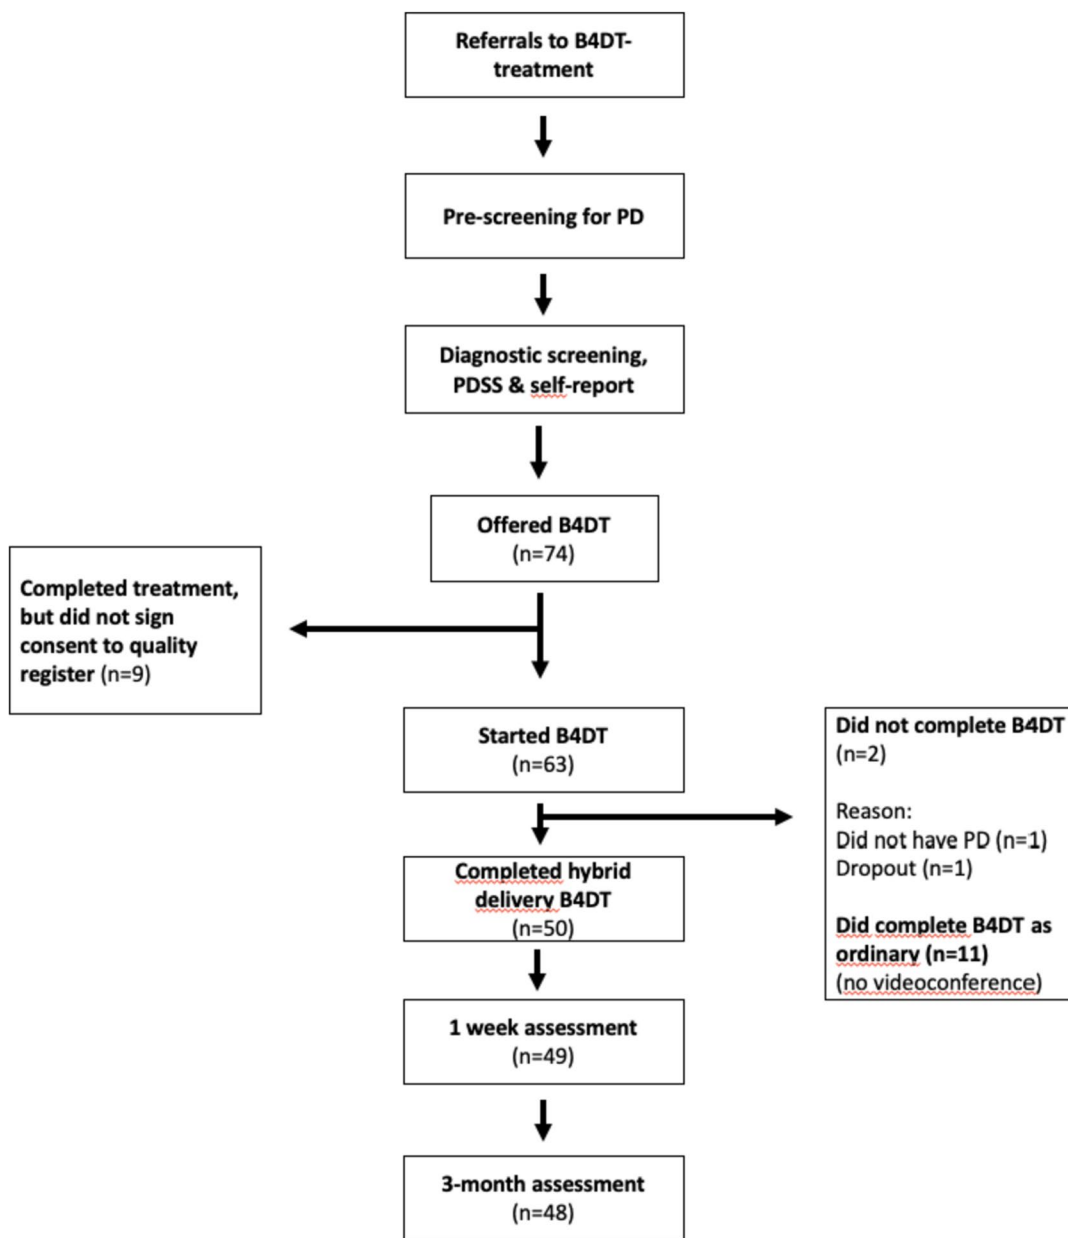 Referrals to B4DT-
treatment
Pre-screening for PD
Diagnostic screening,
PDSS & self-report
Offered B4DT
(n=74)
Completed treatment,
but did not sign
consent to quality
register (n=9)
Started B4DT
(n=63)
Did not complete B4DT
(n=2)
Reason:
Did not have PD (n=1)
Dropout (n=1)
Did complete B4DT as
ordinary (n=11)
(no videoconference)
Completed hybrid
delivery B4DT
(n=50)
1 week assessment
(n=49)
3-month assessment
(n=48)